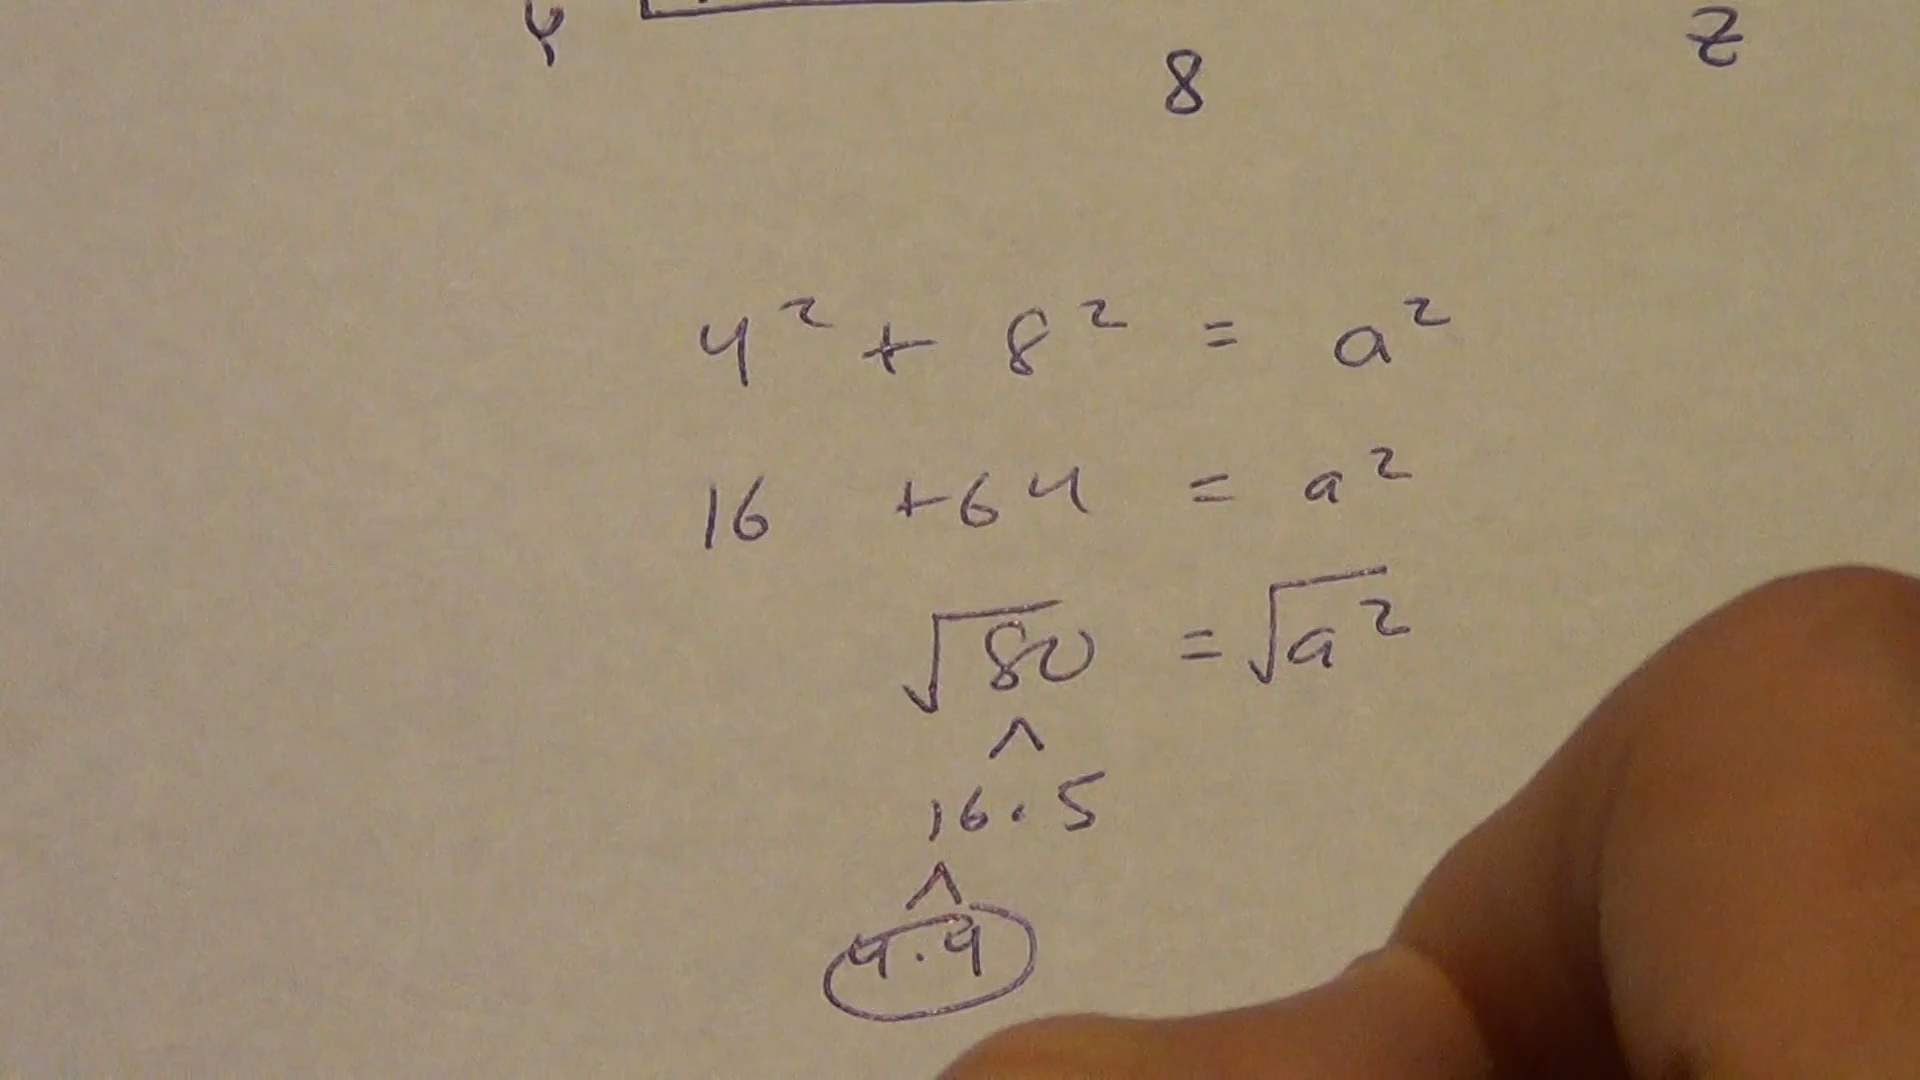 Y Z
8
4² + 8² = a²
16 + 64 = a²
√80 = √a²
^
16 · 5
^
4 · 4